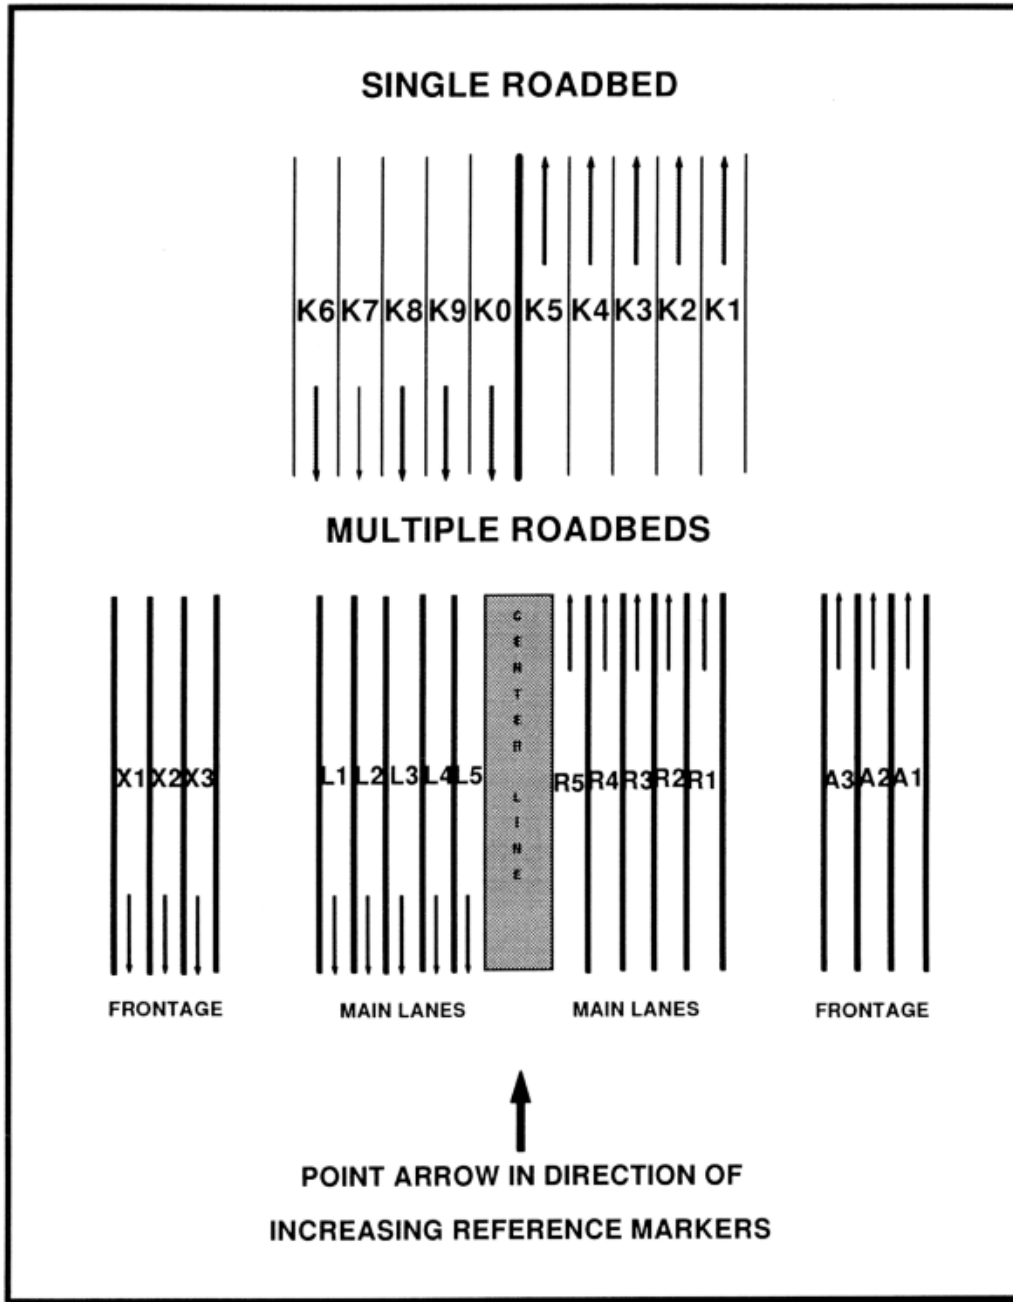 SINGLE ROADBED
K6 K7 K8 K9 K0 K5 K4 K3 K2 K1
MULTIPLE ROADBEDS
CENTER LINE
X1 X2 X3 L1 L2 L3 L4 L5 R5 R4 R3 R2 R1 A3 A2 A1
FRONTAGE MAIN LANES MAIN LANES FRONTAGE
POINT ARROW IN DIRECTION OF
INCREASING REFERENCE MARKERS